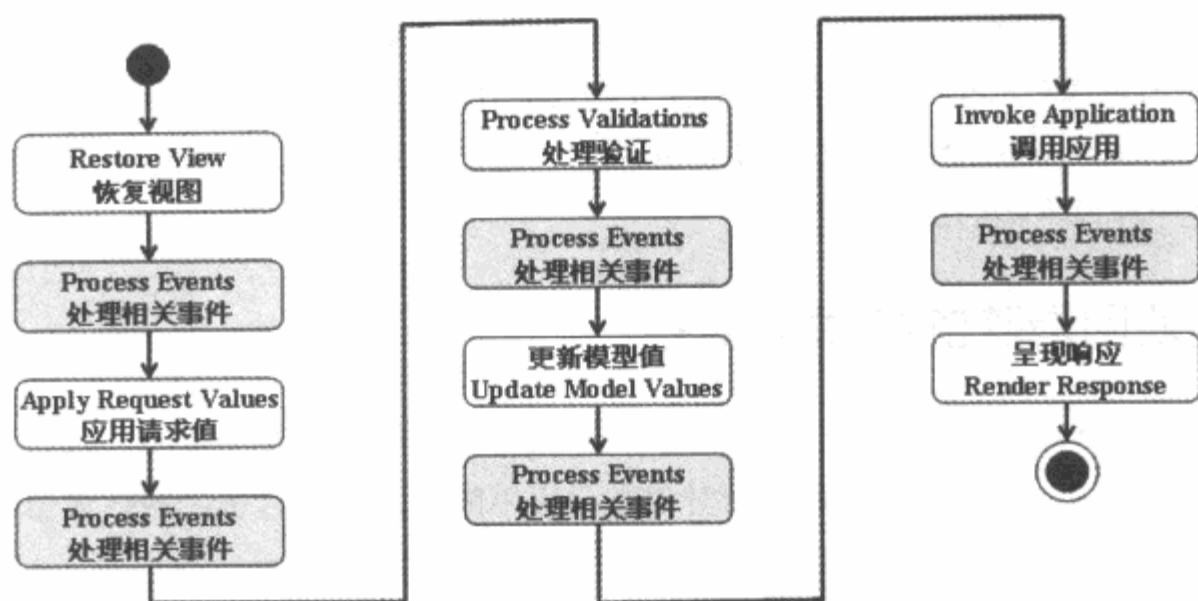 Restore View
恢复视图
Process Events
处理相关事件
Apply Request Values
应用请求值
Process Events
处理相关事件
Process Validations
处理验证
Process Events
处理相关事件
更新模型值
Update Model Values
Process Events
处理相关事件
Invoke Application
调用应用
Process Events
处理相关事件
呈现响应
Render Response